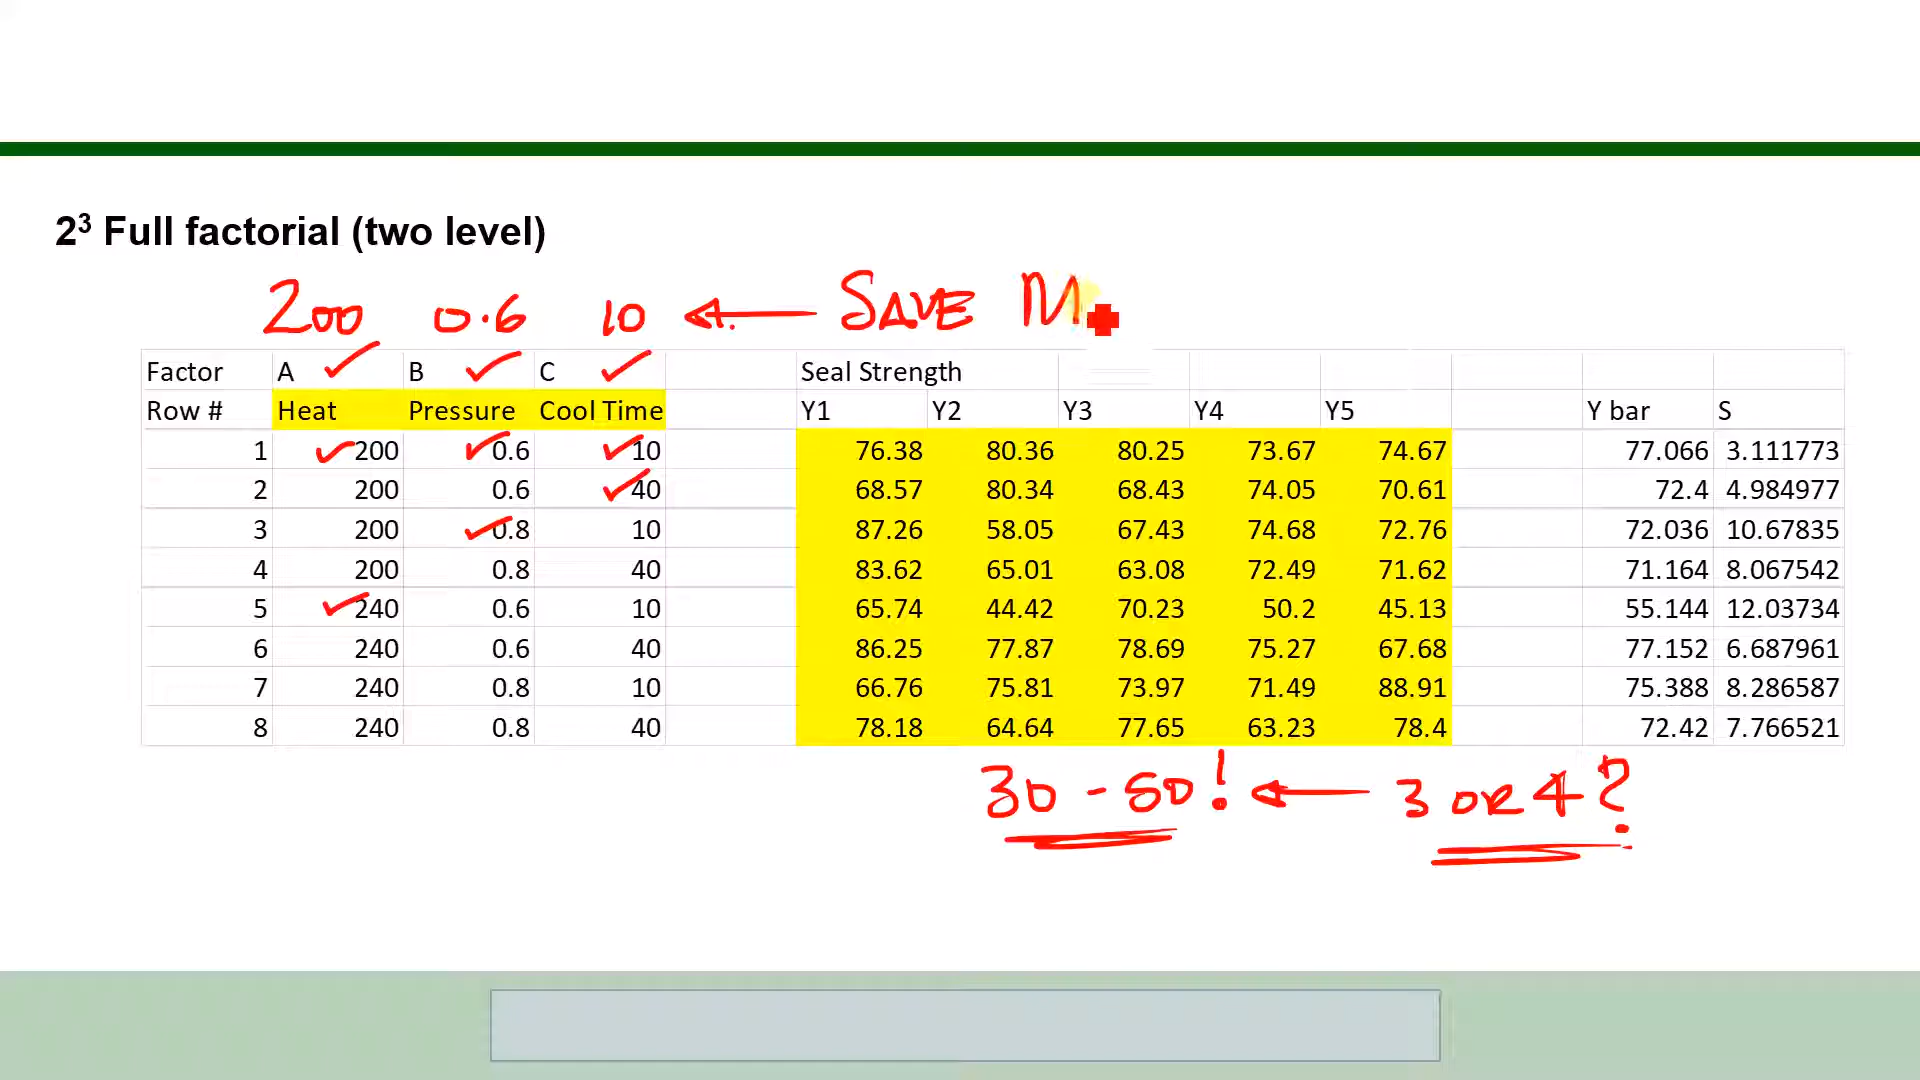 2³ Full factorial (two level)
200 0.6 10 ← SAVE M
Factor A ✓ B ✓ C ✓ Seal Strength
Row # Heat Pressure Cool Time Y1 Y2 Y3 Y4 Y5 Y bar S
1 ✓ 200 ✓ 0.6 ✓ 10 76.38 80.36 80.25 73.67 74.67 77.066 3.111773
2 200 0.6 ✓ 40 68.57 80.34 68.43 74.05 70.61 72.4 4.984977
3 200 ✓ 0.8 10 87.26 58.05 67.43 74.68 72.76 72.036 10.67835
4 200 0.8 40 83.62 65.01 63.08 72.49 71.62 71.164 8.067542
5 ✓ 240 0.6 10 65.74 44.42 70.23 50.2 45.13 55.144 12.03734
6 240 0.6 40 86.25 77.87 78.69 75.27 67.68 77.152 6.687961
7 240 0.8 10 66.76 75.81 73.97 71.49 88.91 75.388 8.286587
8 240 0.8 40 78.18 64.64 77.65 63.23 78.4 72.42 7.766521
30 - 50! ← 3 OR 4?